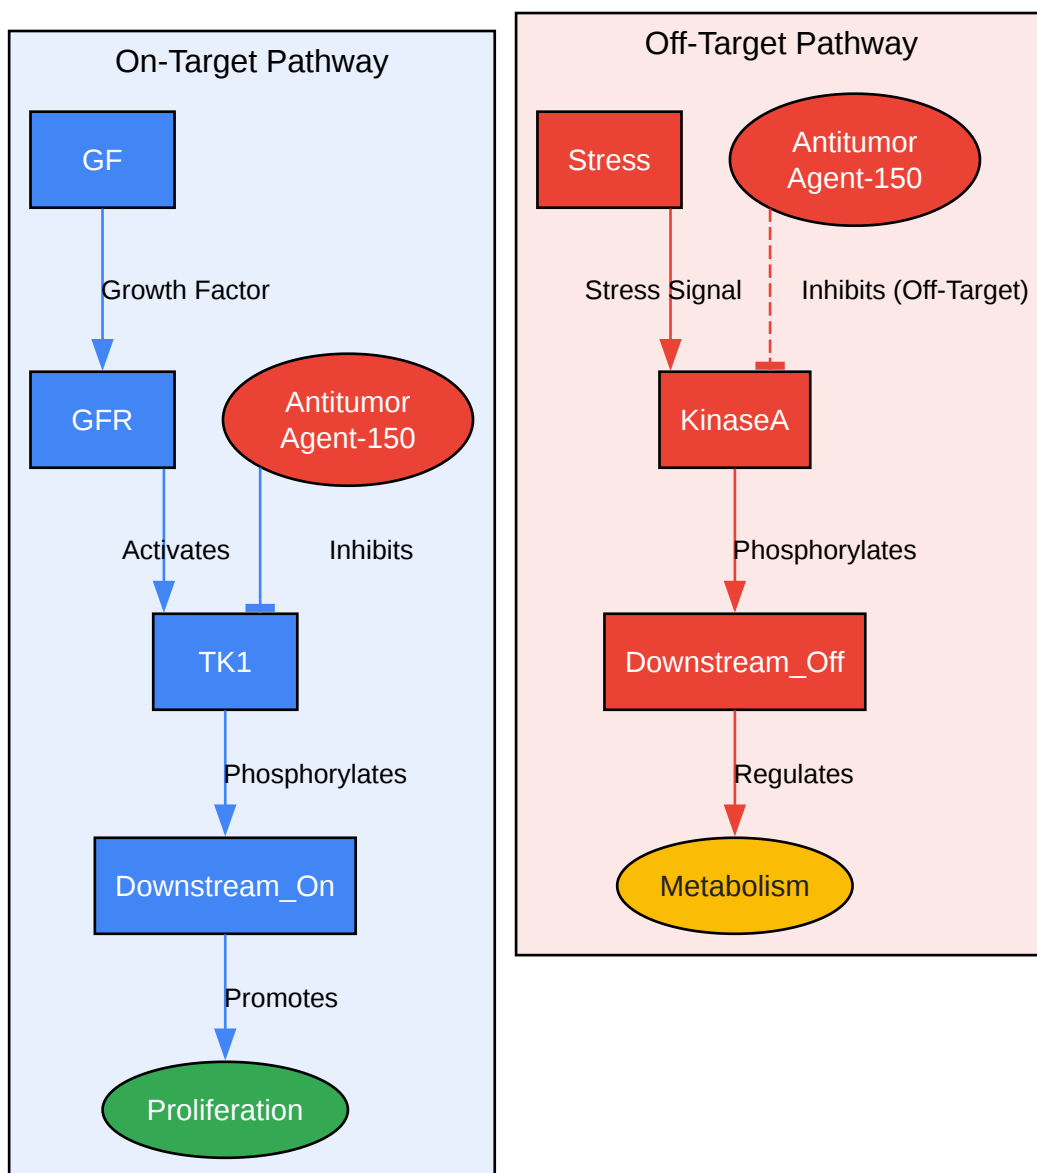 On-Target Pathway
GF
Growth Factor
GFR
Antitumor
Agent-150
Activates
Inhibits
TK1
Phosphorylates
Downstream_On
Promotes
Proliferation
Off-Target Pathway
Stress
Antitumor
Agent-150
Stress Signal
Inhibits (Off-Target)
KinaseA
Phosphorylates
Downstream_Off
Regulates
Metabolism